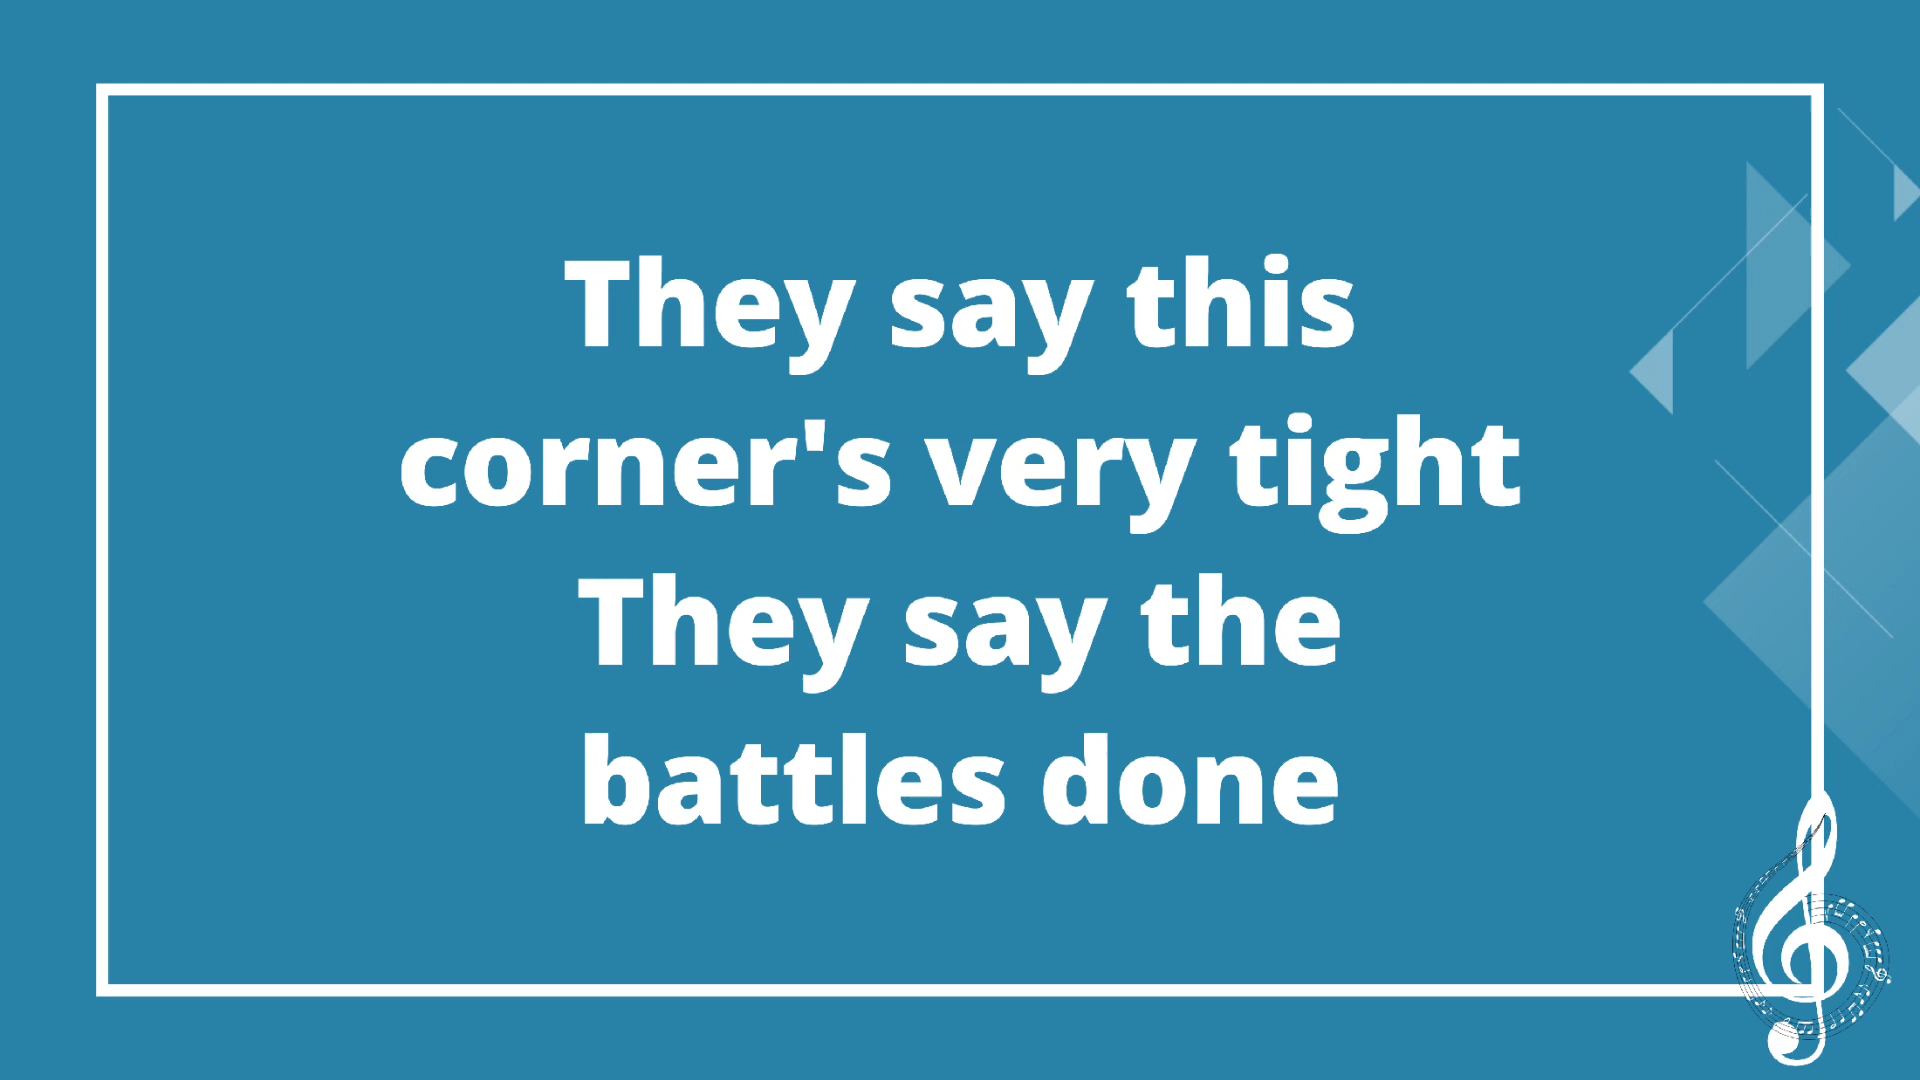 They say this
corner's very tight
They say the
battles done